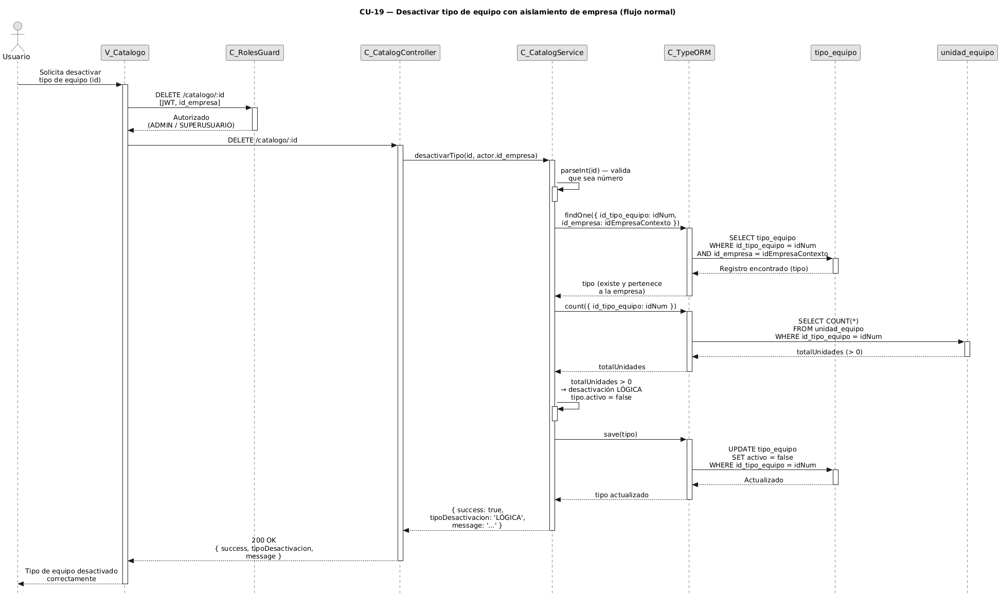 CU-19 — Desactivar tipo de equipo con aislamiento de empresa (flujo normal)
Usuario
V_Catalogo
C_RolesGuard
C_CatalogController
C_CatalogService
C_TypeORM
tipo_equipo
unidad_equipo
Solicita desactivar
tipo de equipo (id)
DELETE /catalogo/:id
[JWT, id_empresa]
Autorizado
(ADMIN / SUPERUSUARIO)
DELETE /catalogo/:id
desactivarTipo(id, actor.id_empresa)
parseInt(id) — valida
que sea número
findOne({ id_tipo_equipo: idNum,
id_empresa: idEmpresaContexto })
SELECT tipo_equipo
WHERE id_tipo_equipo = idNum
AND id_empresa = idEmpresaContexto
Registro encontrado (tipo)
tipo (existe y pertenece
a la empresa)
count({ id_tipo_equipo: idNum })
SELECT COUNT(*)
FROM unidad_equipo
WHERE id_tipo_equipo = idNum
totalUnidades (> 0)
totalUnidades
totalUnidades > 0
→ desactivación LÓGICA
tipo.activo = false
save(tipo)
UPDATE tipo_equipo
SET activo = false
WHERE id_tipo_equipo = idNum
Actualizado
tipo actualizado
{ success: true,
tipoDesactivacion: 'LÓGICA',
message: '...' }
200 OK
{ success, tipoDesactivacion,
message }
Tipo de equipo desactivado
correctamente